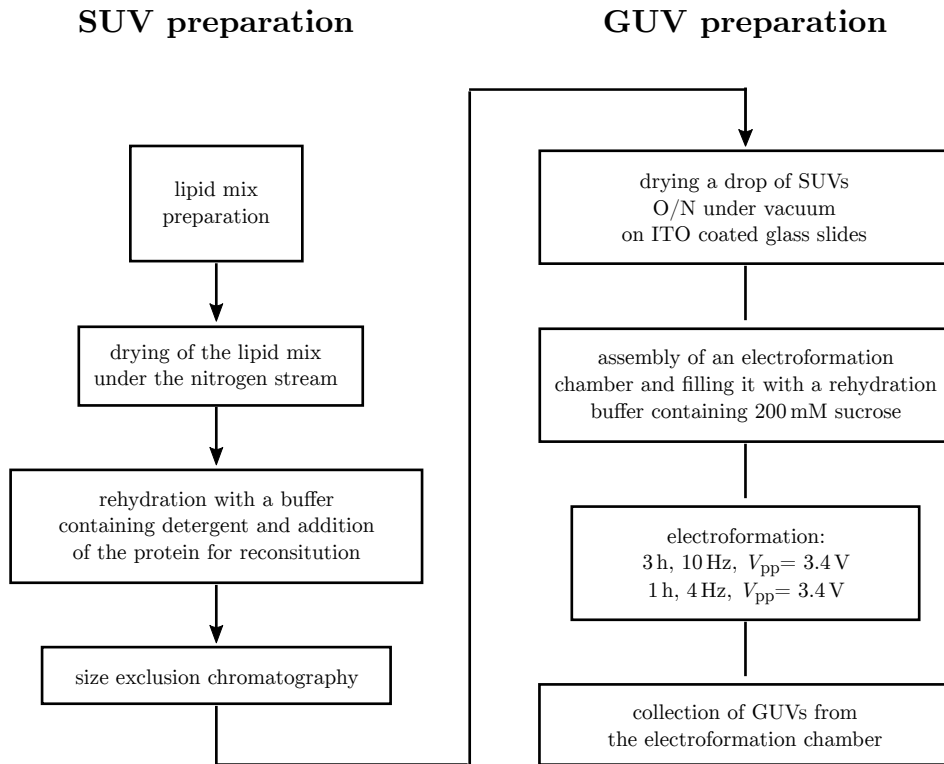 SUV preparation
lipid mix
preparation
drying of the lipid mix
under the nitrogen stream
rehydration with a buffer
containing detergent and addition
of the protein for reconsitution
size exclusion chromatography
GUV preparation
drying a drop of SUVs
O/N under vacuum
on ITO coated glass slides
assembly of an electroformation
chamber and filling it with a rehydration
buffer containing 200 mM sucrose
electroformation:
3 h, 10 Hz, Vpp= 3.4 V
1 h, 4 Hz, Vpp= 3.4 V
collection of GUVs from
the electroformation chamber